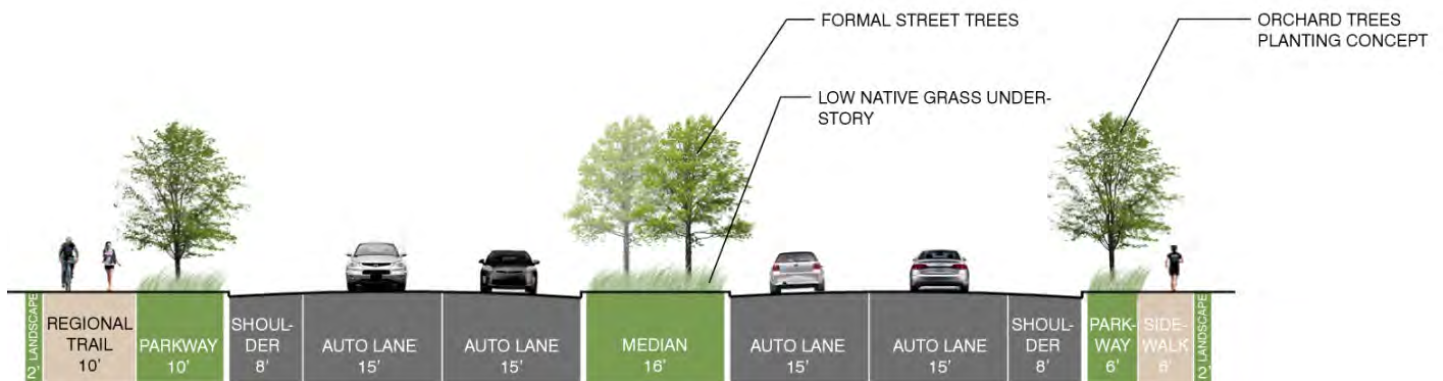 FORMAL STREET TREES
ORCHARD TREES
PLANTING CONCEPT
LOW NATIVE GRASS UNDER-
STORY
2' LANDSCAPE
REGIONAL
TRAIL
10'
PARKWAY
10'
SHOUL-
DER
8'
AUTO LANE
15'
AUTO LANE
15'
MEDIAN
16'
AUTO LANE
15'
AUTO LANE
15'
SHOUL-
DER
8'
PARK-
WAY
6'
SIDE-
WALK
6'
2' LANDSCAPE